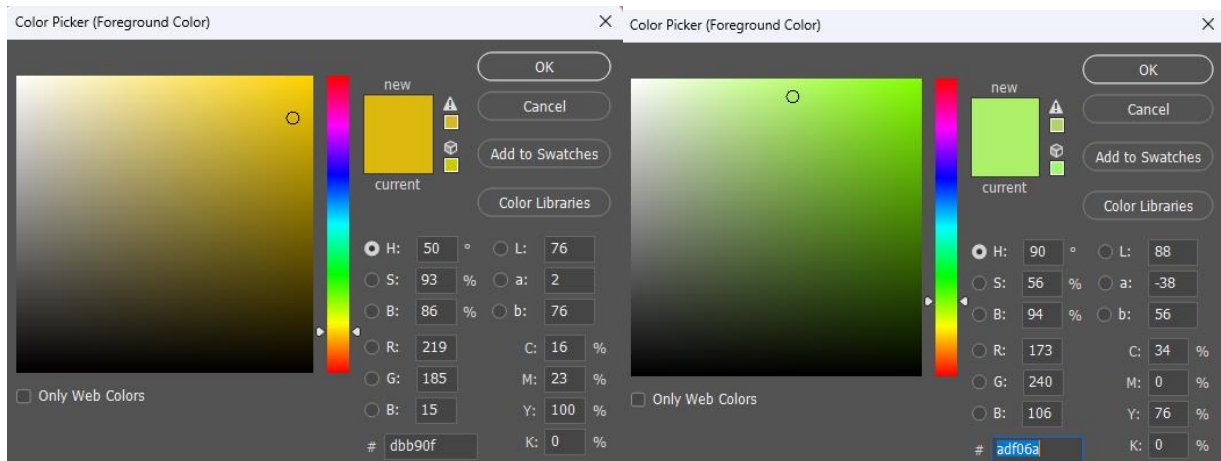 Color Picker (Foreground Color)
new
current
OK
Cancel
Add to Swatches
Color Libraries
H: 50 ° L: 76
S: 93 % a: 2
B: 86 % b: 76
R: 219 C: 16 %
G: 185 M: 23 %
B: 15 Y: 100 %
# dbb90f K: 0 %
Only Web Colors
Color Picker (Foreground Color)
new
current
OK
Cancel
Add to Swatches
Color Libraries
H: 90 ° L: 88
S: 56 % a: -38
B: 94 % b: 56
R: 173 C: 34 %
G: 240 M: 0 %
B: 106 Y: 76 %
# adf06a K: 0 %
Only Web Colors